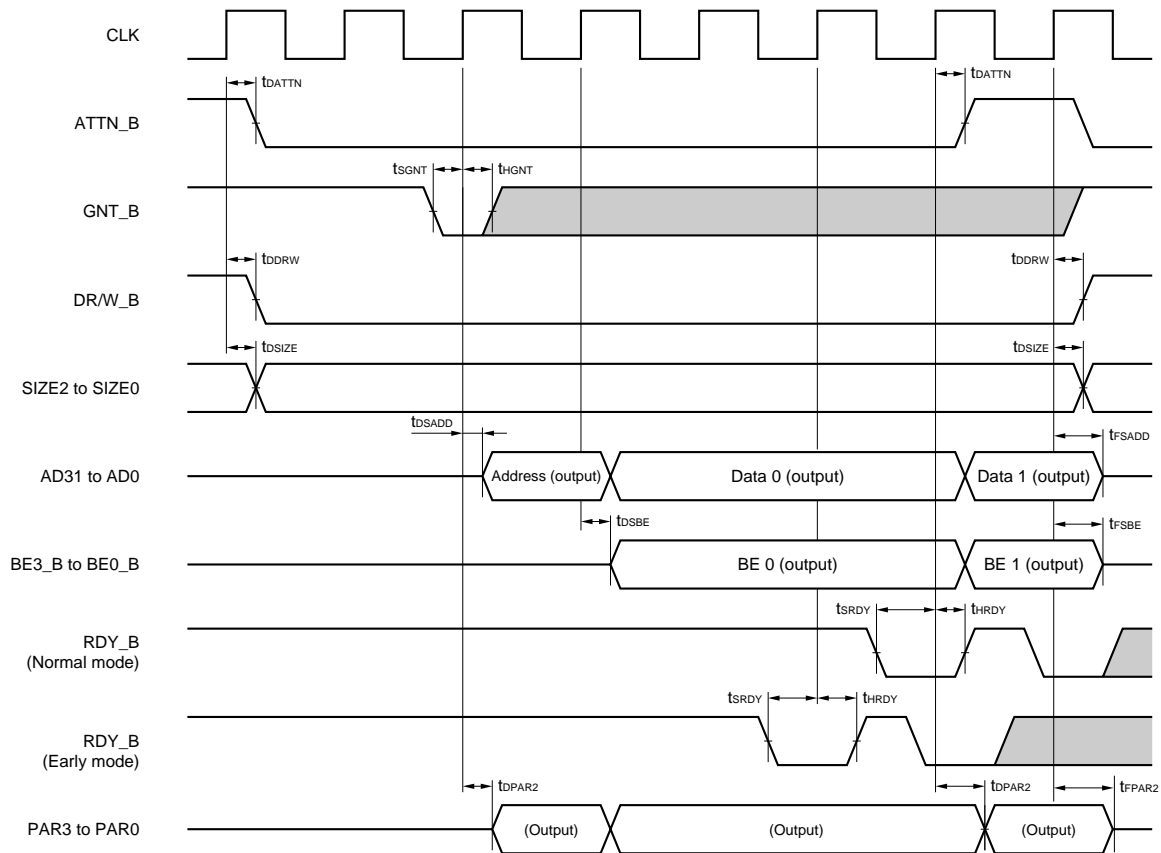 CLK
tDATTN
tDATTN
ATTN_B
tSGNT
tHGNT
GNT_B
tDDRW
tDDRW
DR/W_B
tDSIZE
tDSIZE
SIZE2 to SIZE0
tDSADD
tFSADD
AD31 to AD0
Address (output)
Data 0 (output)
Data 1 (output)
tDSBE
tFSBE
BE3_B to BE0_B
BE 0 (output)
BE 1 (output)
tSRDY
tHRDY
RDY_B
(Normal mode)
tSRDY
tHRDY
RDY_B
(Early mode)
tDPAR2
tDPAR2
tFPAR2
PAR3 to PAR0
(Output)
(Output)
(Output)